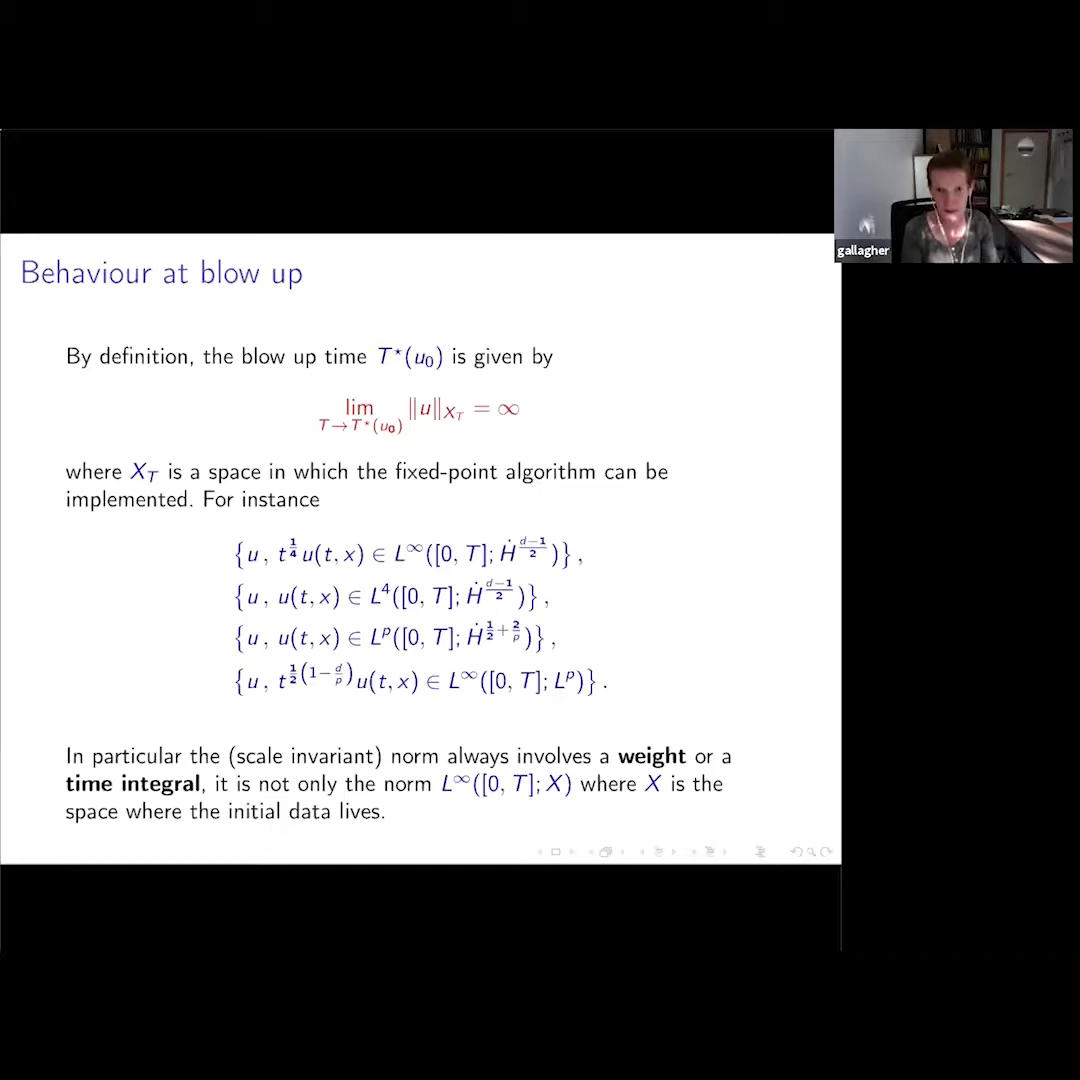 gallagher
Behaviour at blow up
By definition, the blow up time T⋆(u₀) is given by
lim ‖u‖_{X_T} = ∞
T→T⋆(u₀)
where X_T is a space in which the fixed-point algorithm can be
implemented. For instance
{u, t^{1/4}u(t, x) ∈ L^∞([0, T]; Ḣ^{(d−1)/2})},
{u, u(t, x) ∈ L^4([0, T]; Ḣ^{(d−1)/2})},
{u, u(t, x) ∈ L^p([0, T]; Ḣ^{1/2+2/p})},
{u, t^{1/2(1−d/p)}u(t, x) ∈ L^∞([0, T]; L^p)}.
In particular the (scale invariant) norm always involves a weight or a
time integral, it is not only the norm L^∞([0, T]; X) where X is the
space where the initial data lives.